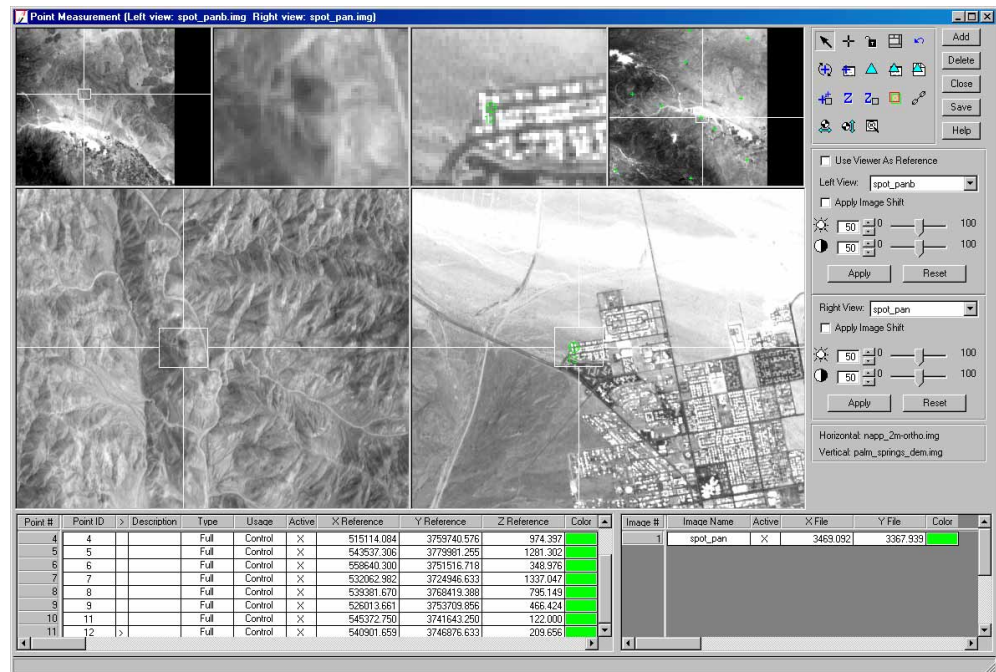 Point Measurement (Left view: spot_panb.img Right view: spot_pan.img)
Add
Delete
Close
Save
Help
Use Viewer As Reference
Left View: spot_panb
Apply Image Shift
50 0 100
50 0 100
Apply Reset
Right View: spot_pan
Apply Image Shift
50 0 100
50 0 100
Apply Reset
Horizontal: napp_2m-ortho.img
Vertical: palm_springs_dem.img
Point # Point ID > Description Type Usage Active X Reference Y Reference Z Reference Color
4 4 Full Control X 515114.084 3759740.576 974.397
5 5 Full Control X 543537.306 3779981.255 1281.302
6 6 Full Control X 558640.300 3751516.718 348.976
7 7 Full Control X 532062.982 3724946.633 1337.047
8 8 Full Control X 539381.670 3768419.388 795.149
9 9 Full Control X 526013.661 3753709.856 466.424
10 11 Full Control X 545372.750 3741643.250 122.000
11 12 > Full Control X 540901.659 3746876.633 209.656
Image # Image Name Active X File Y File Color
1 spot_pan X 3469.092 3367.939